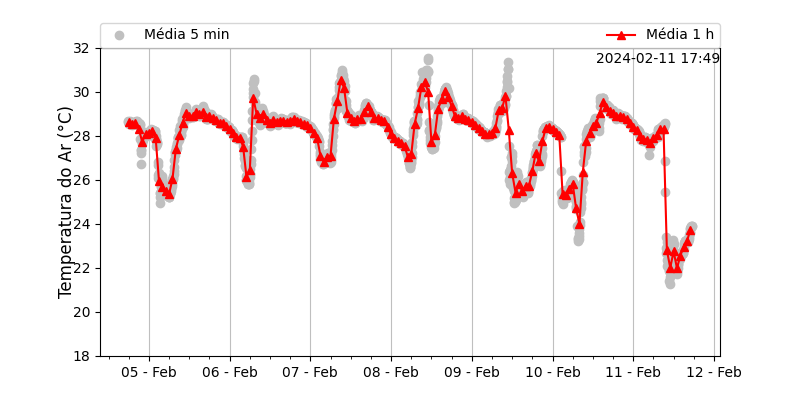 Média 5 min
Média 1 h
2024-02-11 17:49
Temperatura do Ar (°C)
32
30
28
26
24
22
20
18
05 - Feb
06 - Feb
07 - Feb
08 - Feb
09 - Feb
10 - Feb
11 - Feb
12 - Feb